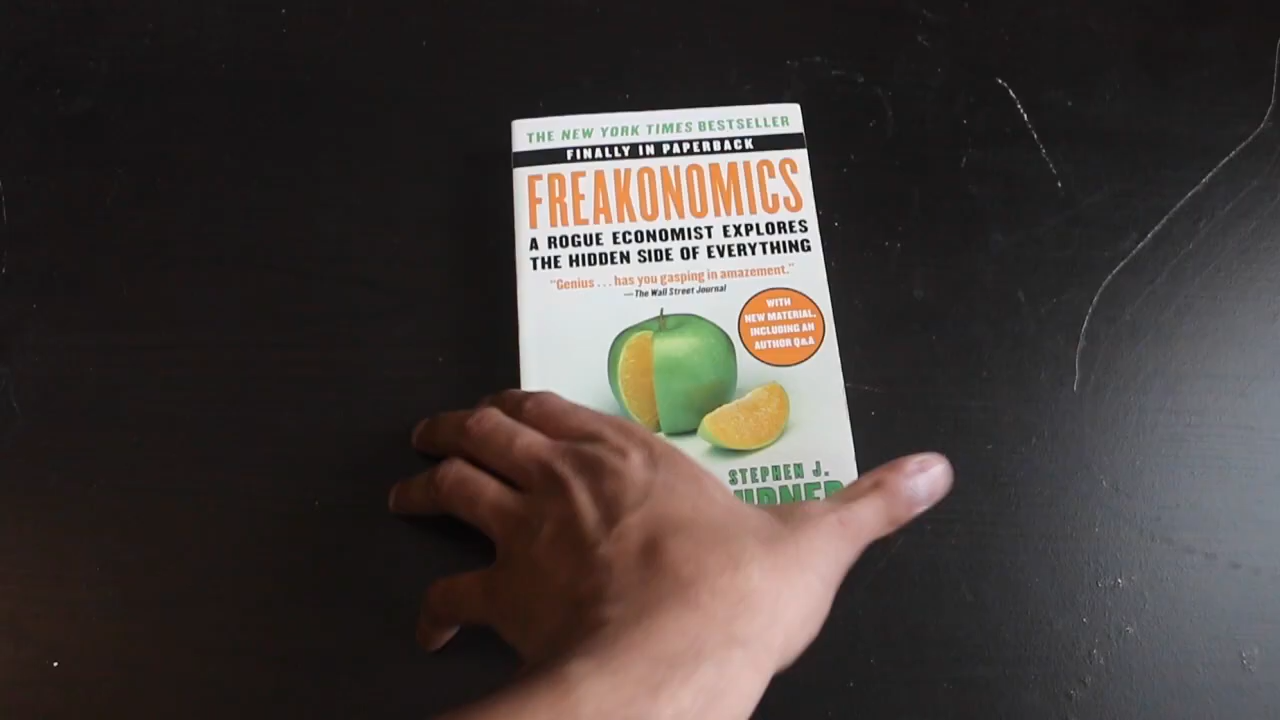 THE NEW YORK TIMES BESTSELLER
FINALLY IN PAPERBACK
FREAKONOMICS
A ROGUE ECONOMIST EXPLORES
THE HIDDEN SIDE OF EVERYTHING
"Genius . . . has you gasping in amazement."
—The Wall Street Journal
WITH
NEW MATERIAL,
INCLUDING AN
AUTHOR Q&A
STEPHEN J.